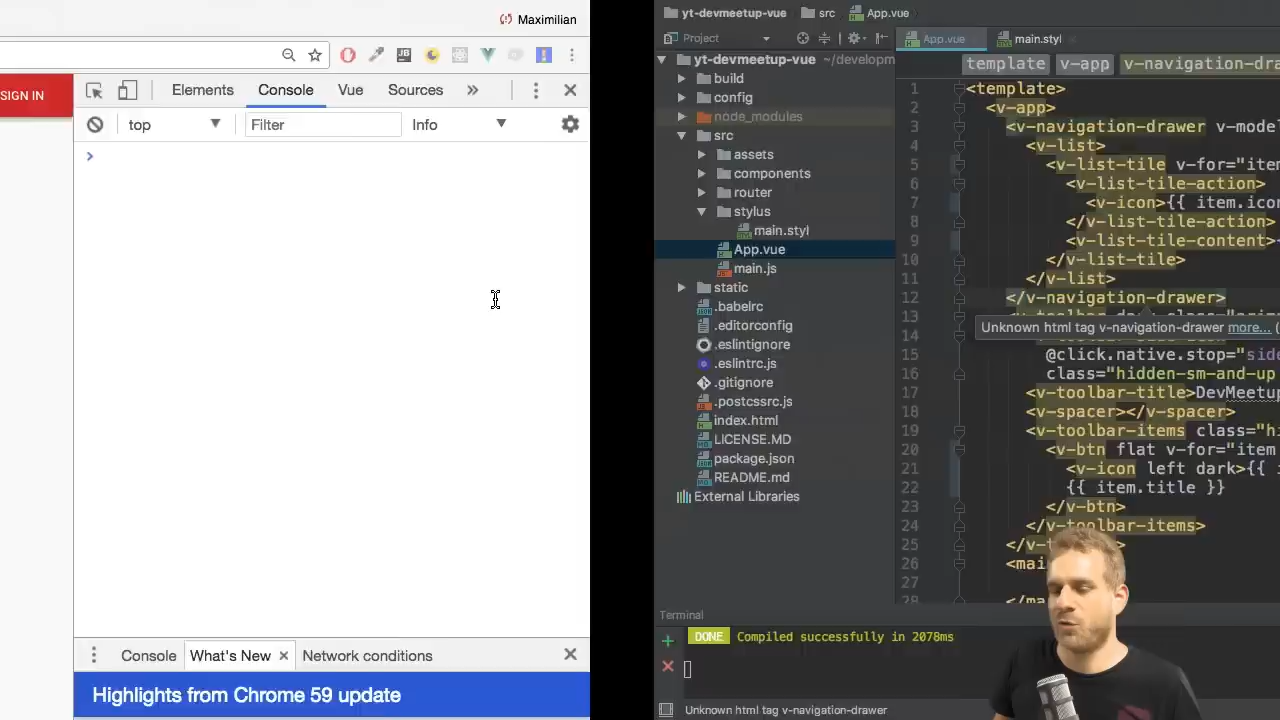 Maximilian
SIGN IN
Elements Console Vue Sources »
top Filter Info
Console What's New × Network conditions
Highlights from Chrome 59 update
yt-devmeetup-vue src App.vue
Project
yt-devmeetup-vue ~/developm
build
config
node_modules
src
assets
components
router
stylus
main.styl
App.vue
main.js
static
.babelrc
.editorconfig
.eslintignore
.eslintrc.js
.gitignore
.postcssrc.js
index.html
LICENSE.MD
package.json
README.md
External Libraries
App.vue main.styl
template v-app v-navigation-dra
1 <template>
2 <v-app>
3 <v-navigation-drawer v-model
4 <v-list>
5 <v-list-tile v-for="item
6 <v-list-tile-action>
7 <v-icon>{{ item.icon
8 </v-list-tile-action>
9 <v-list-tile-content>{
10 </v-list-tile>
11 </v-list>
12 </v-navigation-drawer>
13
Unknown html tag v-navigation-drawer more... (
14
15 @click.native.stop="side
16 class="hidden-sm-and-up
17 <v-toolbar-title>DevMeetup
18 <v-spacer></v-spacer>
19 <v-toolbar-items class="hi
20 <v-btn flat v-for="item
21 <v-icon left dark>{{ i
22 {{ item.title }}
23 </v-btn>
24 </v-toolbar-items>
25 </v-t
26 <mai
27
28 </ma
Terminal
DONE Compiled successfully in 2078ms
Unknown html tag v-navigation-drawer